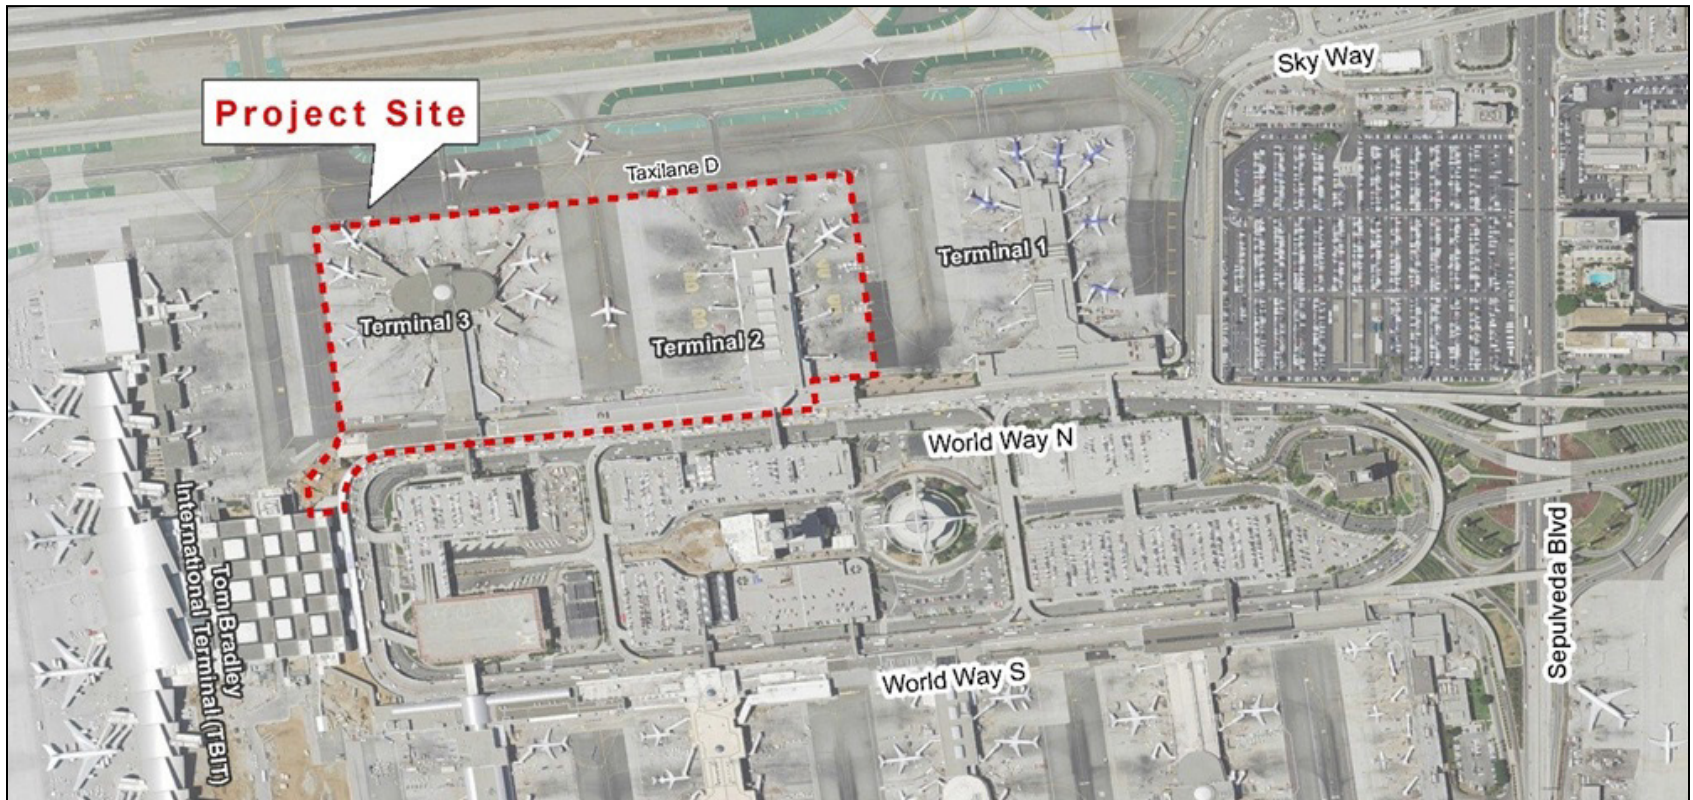 Sky Way
Project Site
Taxilane D
Terminal 1
Terminal 3
Terminal 2
World Way N
Tom Bradley
International Terminal (TBIT)
Sepulveda Blvd
World Way S